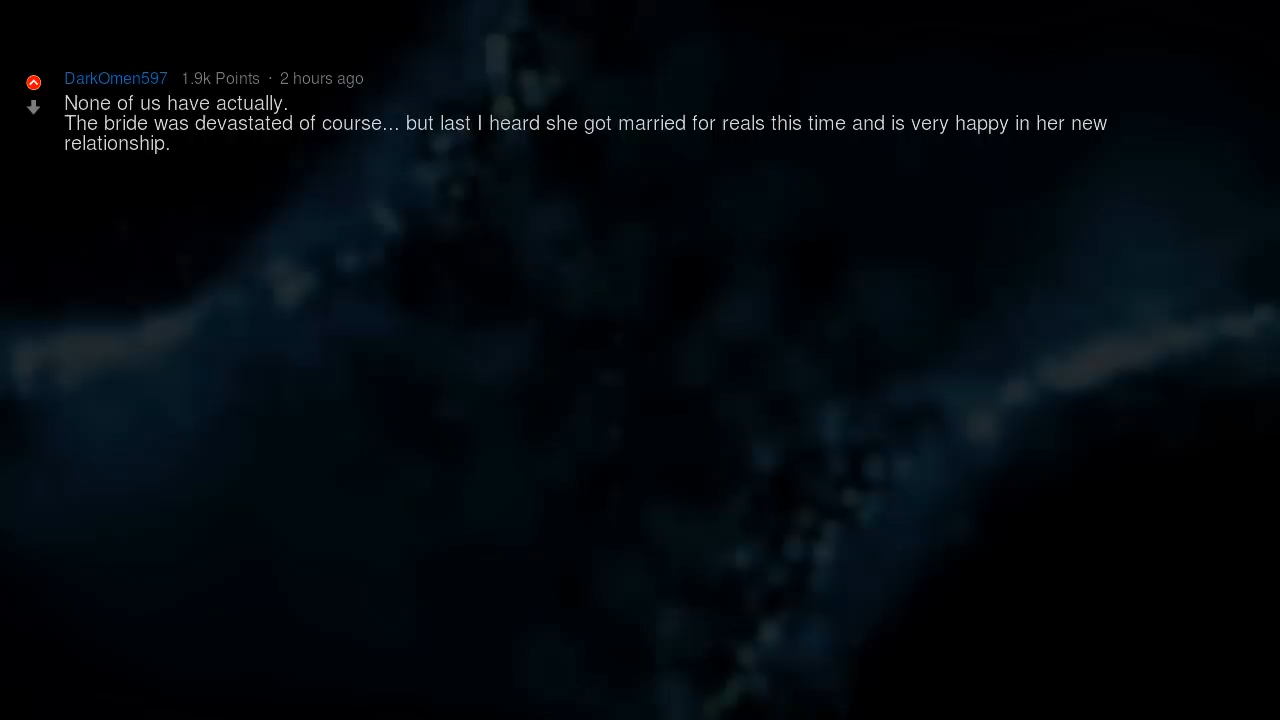 DarkOmen597 1.9k Points · 2 hours ago
None of us have actually.
The bride was devastated of course... but last I heard she got married for reals this time and is very happy in her new
relationship.